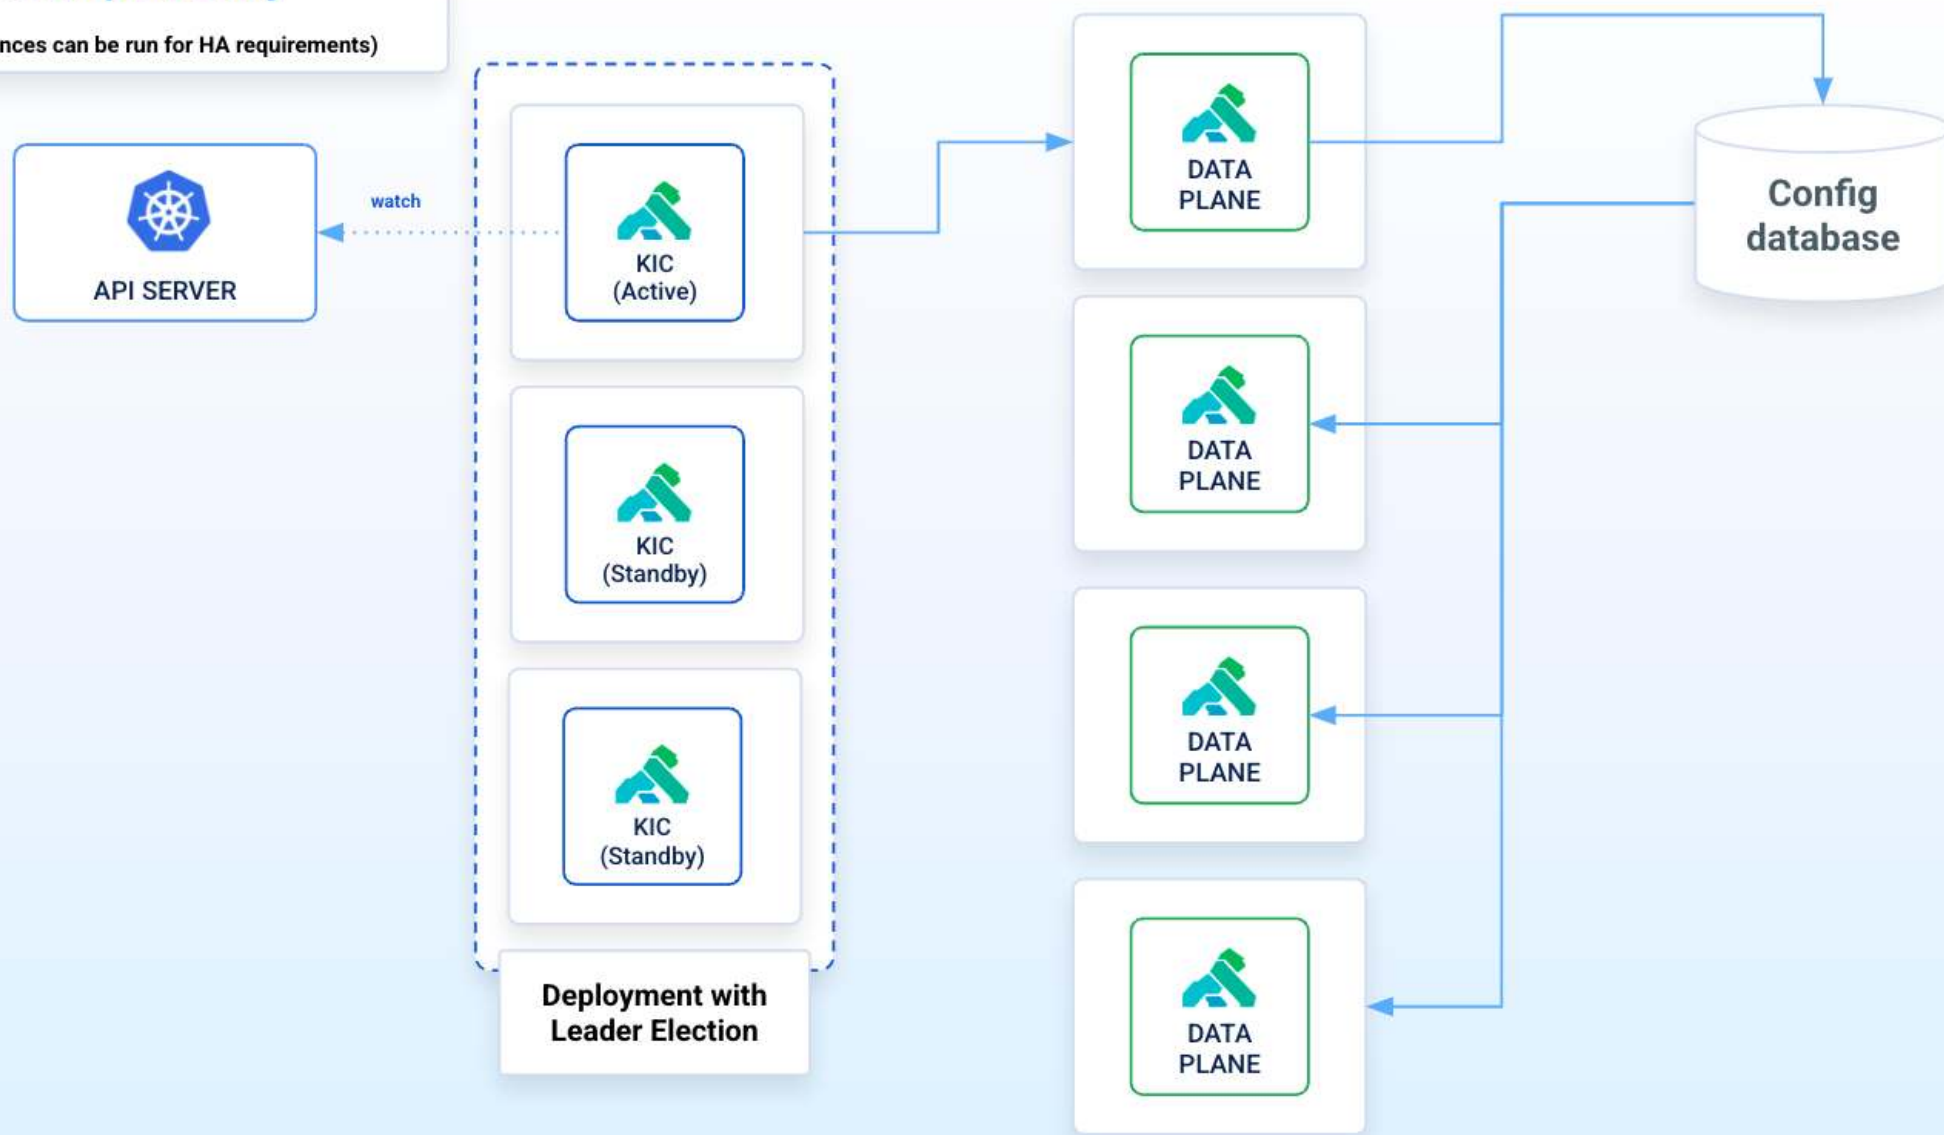 can be run for HA requirements)
API SERVER
watch
KIC
(Active)
KIC
(Standby)
KIC
(Standby)
Deployment with
Leader Election
DATA
PLANE
DATA
PLANE
DATA
PLANE
DATA
PLANE
Config
database